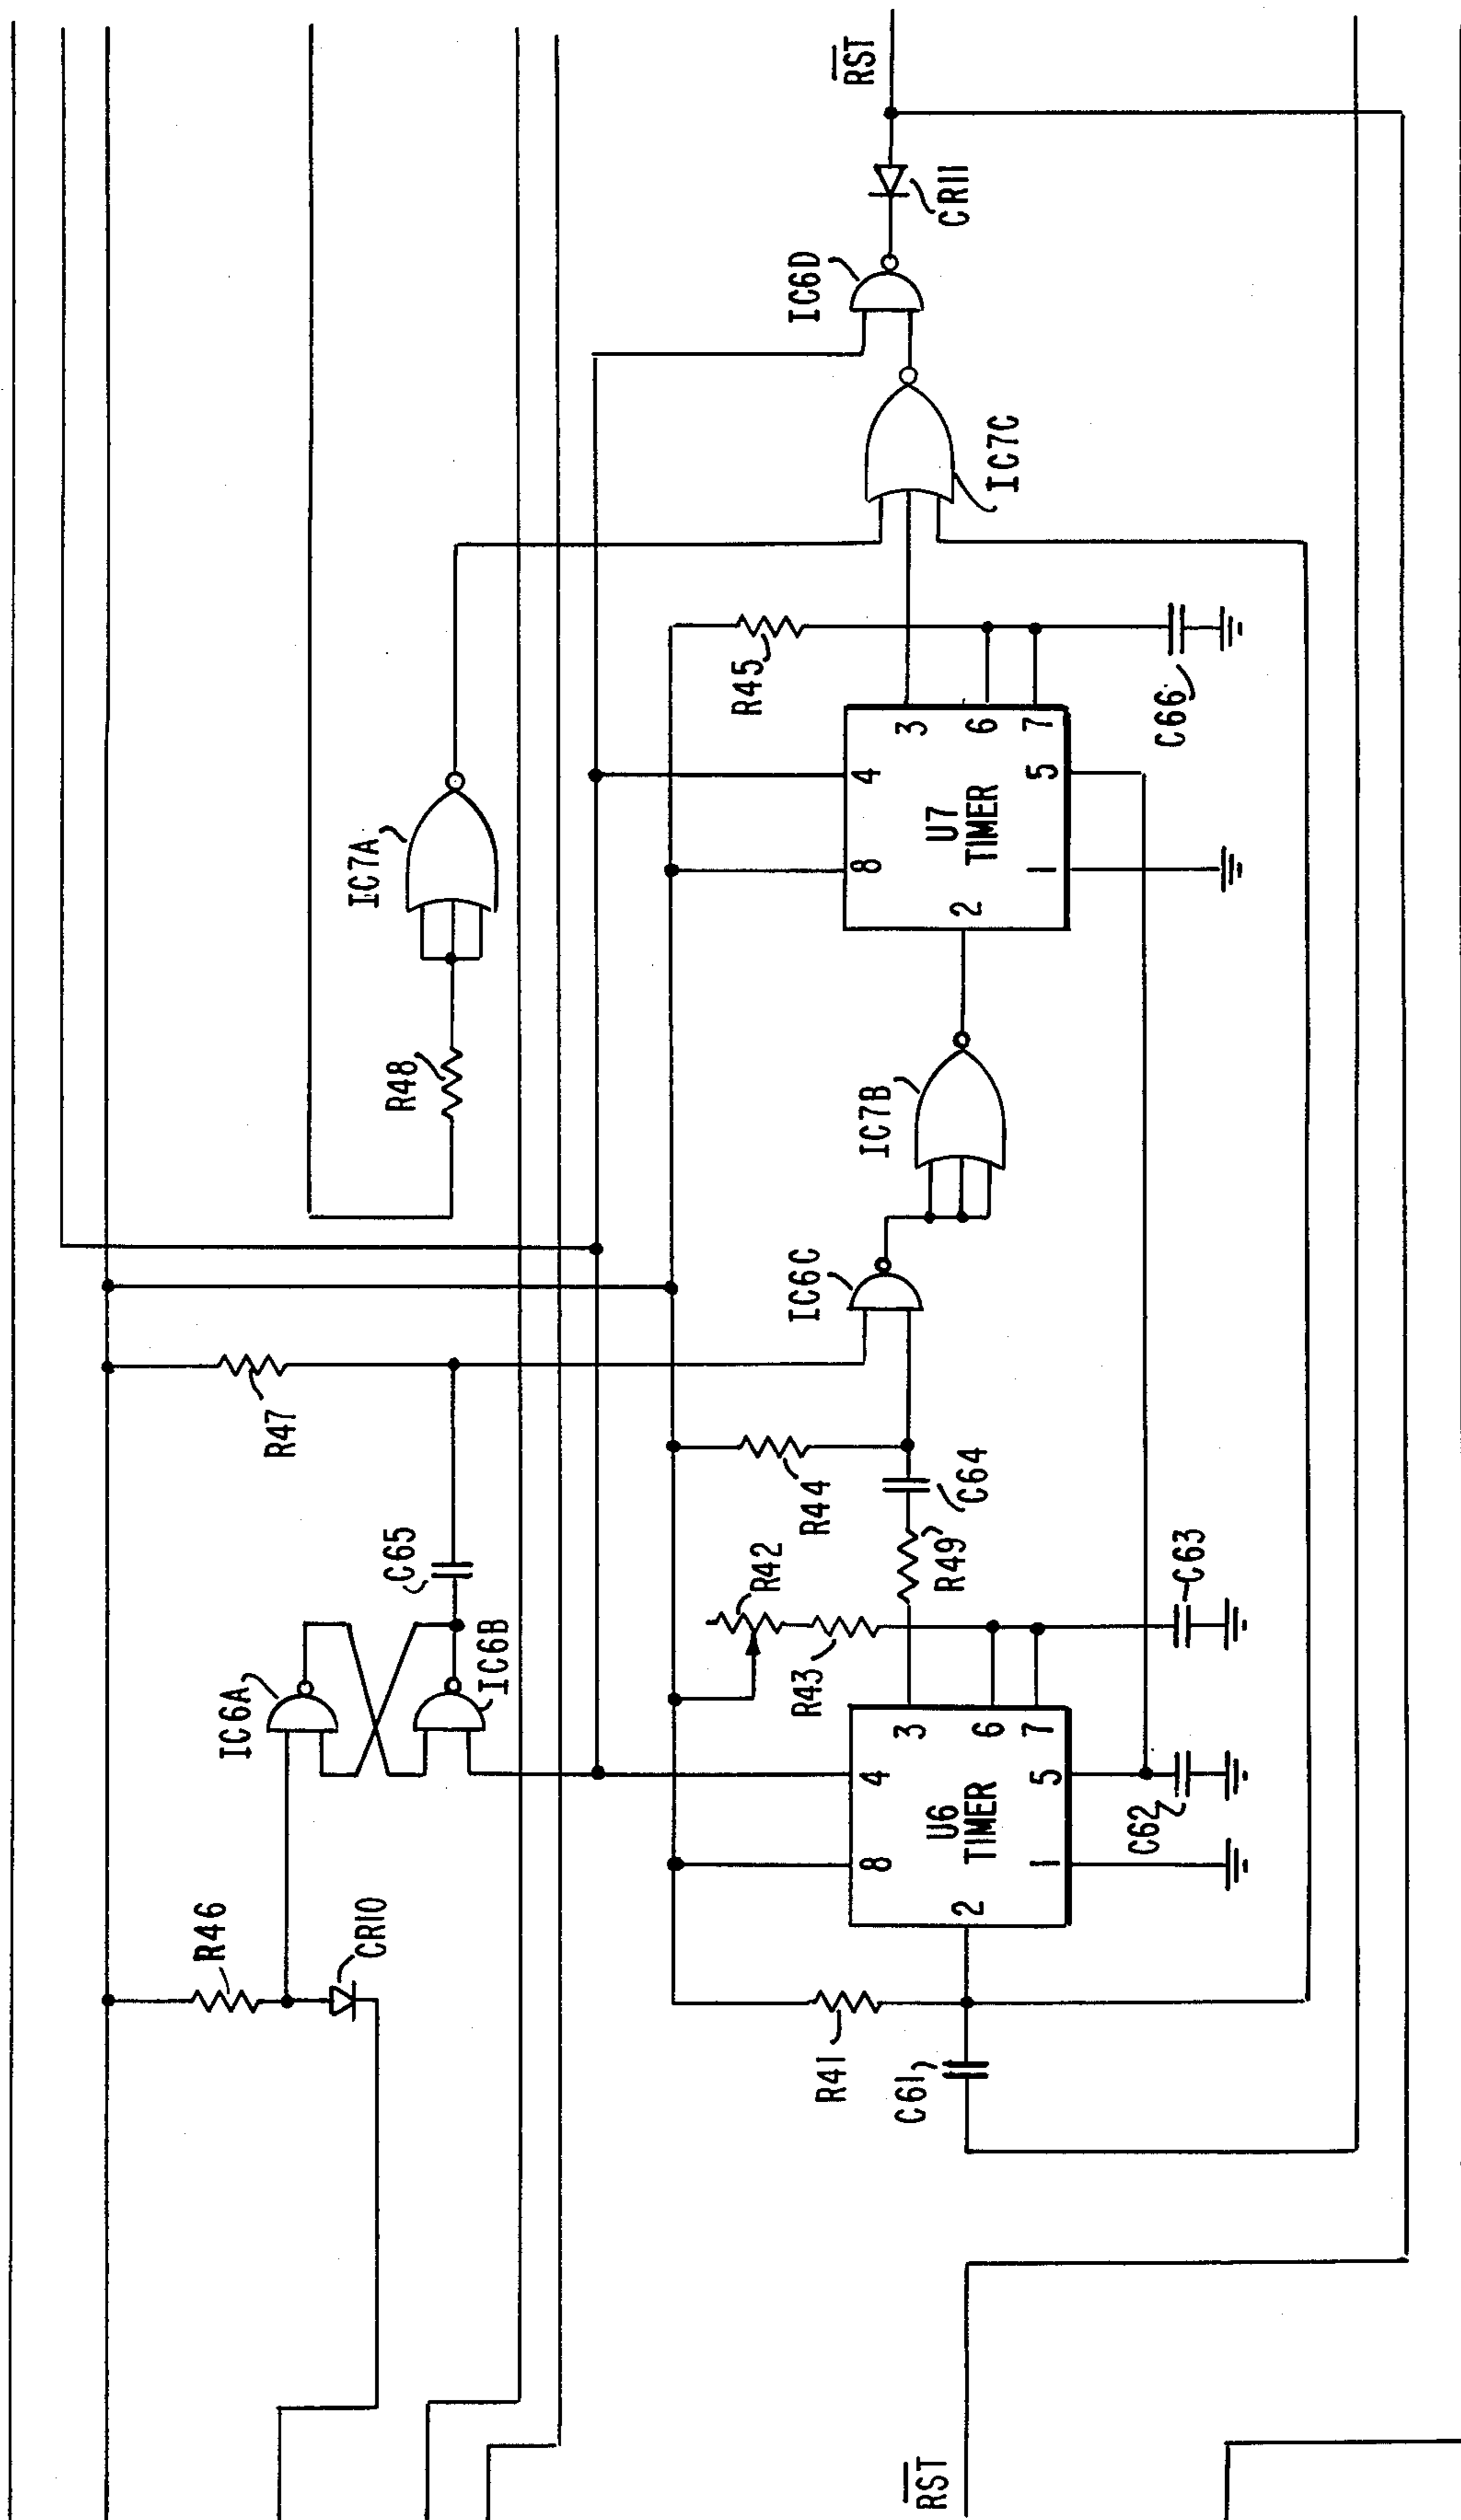 R46
CR10
IC6A
IC6B
C65
R47
R48
IC7A
R41
C61
U6
TIMER
2
8
4
1
5
3
6
7
C62
C63
R42
R43
R49
C64
R44
IC6C
IC7B
U7
TIMER
2
8
4
1
5
3
6
7
R45
C66
IC7C
IC6D
CR11
RST
RST